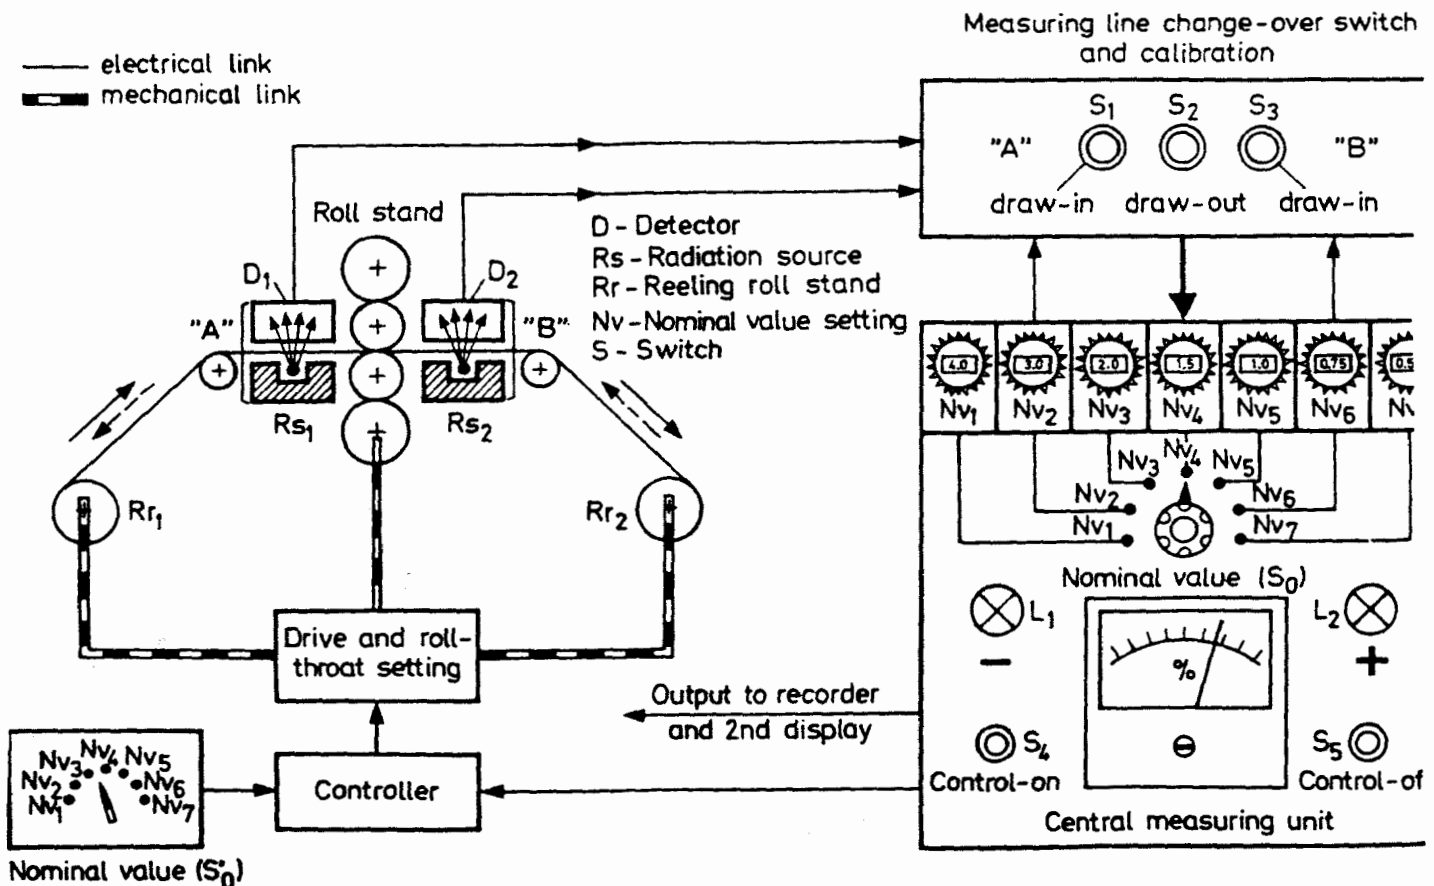 Measuring line change-over switch
and calibration
electrical link
mechanical link
S1 S2 S3
"A" "B"
draw-in draw-out draw-in
Roll stand
D - Detector
Rs - Radiation source
Rr - Reeling roll stand
Nv - Nominal value setting
S - Switch
D1 D2
"A" "B"
Rs1 Rs2
Rr1 Rr2
4.0 3.0 2.0 1.5 1.0 0.75 0.5
Nv1 Nv2 Nv3 Nv4 Nv5 Nv6 Nv
Nv4
Nv3 Nv5
Nv2 Nv6
Nv1 Nv7
Nominal value (S0)
L1 L2
- +
%
Drive and roll-
throat setting
Output to recorder
and 2nd display
S4 S5
Control-on Control-of
Central measuring unit
Controller
Nv4
Nv3 Nv5
Nv2 Nv6
Nv1 Nv7
Nominal value (S*0)